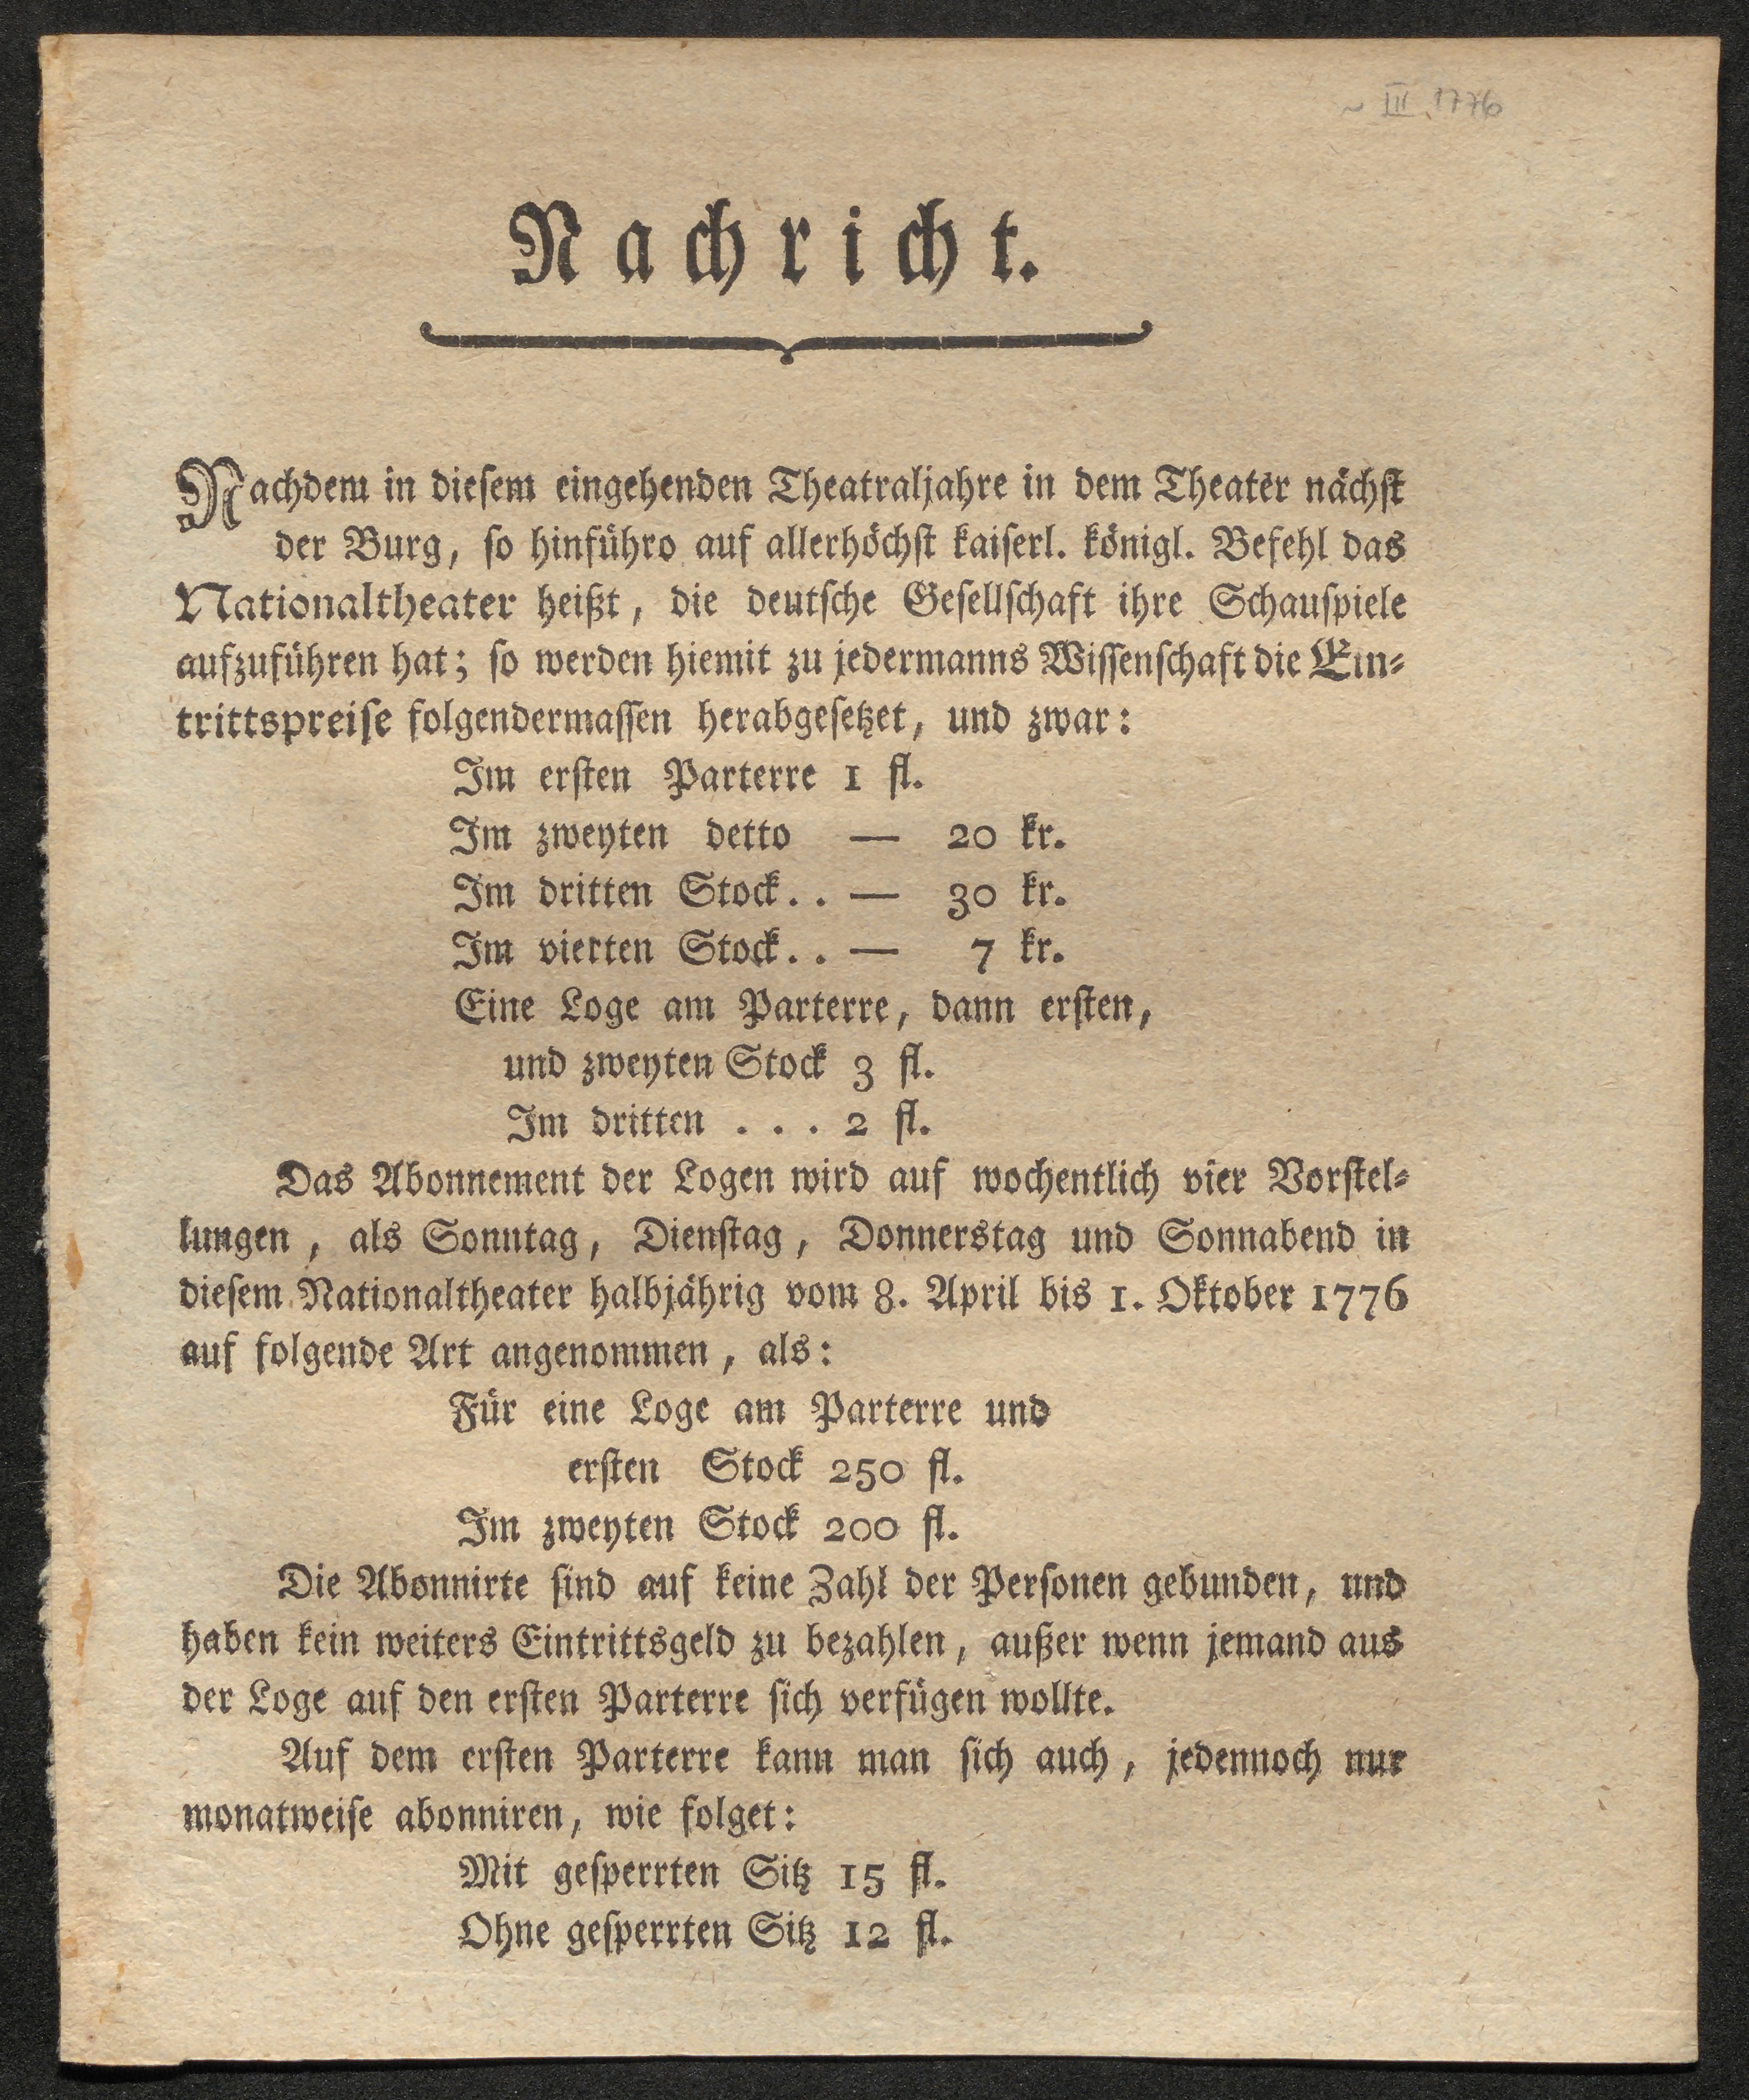 ~ III. 1776
Nachricht.
Nachdem in diesem eingehenden Theatraljahre in dem Theater nächst
der Burg, so hinführo auf allerhöchst kaiserl. königl. Befehl das
Nationaltheater heißt, die deutsche Gesellschaft ihre Schauspiele
aufzuführen hat; so werden hiemit zu jedermanns Wissenschaft die Ein-
trittspreise folgendermassen herabgesetzet, und zwar:
Im ersten Parterre 1 fl.
Im zweyten detto — 20 kr.
Im dritten Stock.. — 30 kr.
Im vierten Stock.. — 7 kr.
Eine Loge am Parterre, dann ersten,
und zweyten Stock 3 fl.
Im dritten ... 2 fl.
Das Abonnement der Logen wird auf wochentlich vier Vorstel-
lungen, als Sonntag, Dienstag, Donnerstag und Sonnabend in
diesem Nationaltheater halbjährig vom 8. April bis 1. Oktober 1776
auf folgende Art angenommen, als:
Für eine Loge am Parterre und
ersten Stock 250 fl.
Im zweyten Stock 200 fl.
Die Abonnirte sind auf keine Zahl der Personen gebunden, und
haben kein weiters Eintrittsgeld zu bezahlen, außer wenn jemand aus
der Loge auf den ersten Parterre sich verfügen wollte.
Auf dem ersten Parterre kann man sich auch, jedennoch nur
monatweise abonniren, wie folget:
Mit gesperrten Sitz 15 fl.
Ohne gesperrten Sitz 12 fl.